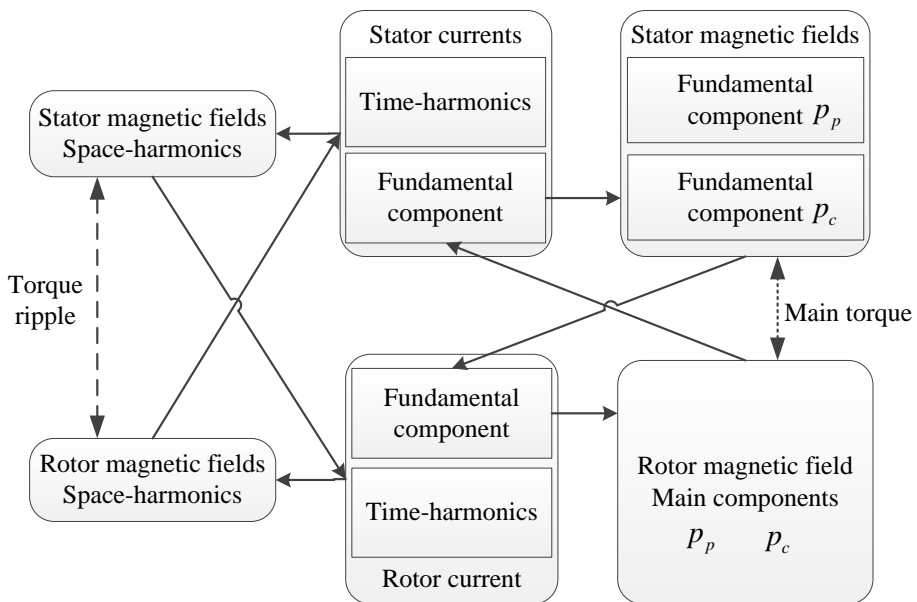 Stator currents
Time-harmonics
Fundamental
component
Stator magnetic fields
Fundamental
component p_p
Fundamental
component p_c
Stator magnetic fields
Space-harmonics
Torque
ripple
Main torque
Rotor magnetic fields
Space-harmonics
Fundamental
component
Time-harmonics
Rotor current
Rotor magnetic field
Main components
p_p p_c